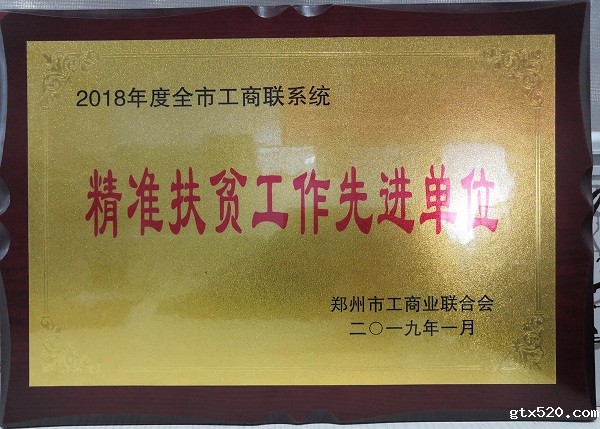 2018年度全市工商联系统
精准扶贫工作先进单位
郑州市工商业联合会
二〇一九年一月
gtx520.com